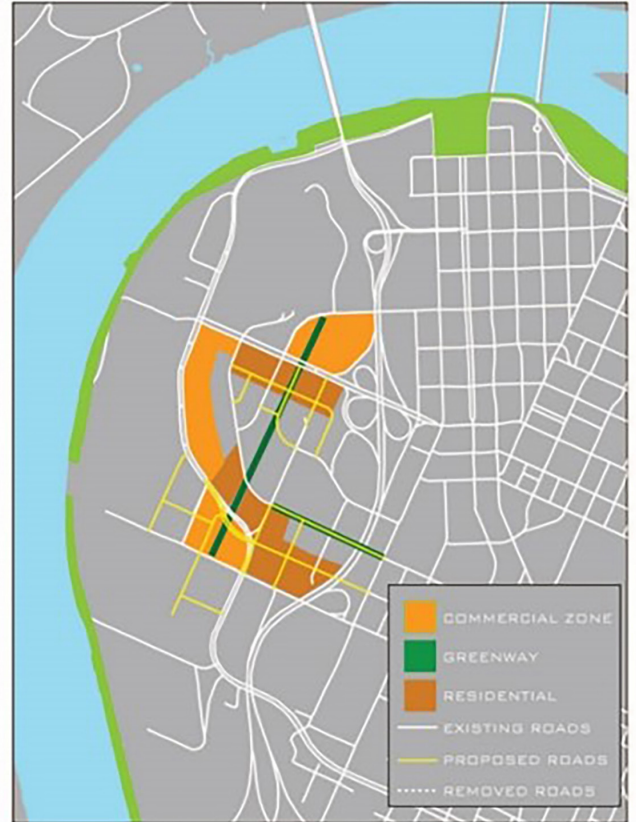 COMMERCIAL ZONE
GREENWAY
RESIDENTIAL
EXISTING ROADS
PROPOSED ROADS
REMOVED ROADS